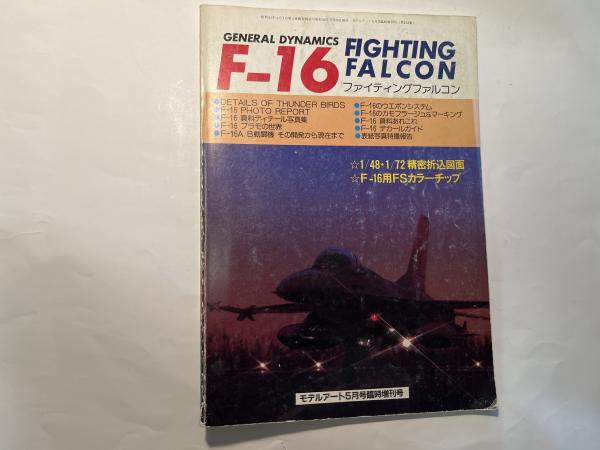 GENERAL DYNAMICS
F-16 FIGHTING FALCON
ファイティングファルコン
●DETAILS OF THUNDER BIRDS
●F-16 PHOTO REPORT
●F-16 資料ディテール写真集
●F-16 プラモの世界
●F-16A/B戦闘機 その開発から現在まで
●F-16のウエポンシステム
●F-16のカモフラージュ&マーキング
●F-16 資料あれこれ
●F-16 デカールガイド
●表紙写真特撮報告
☆1/48・1/72精密折込図面
☆F-16用FSカラーチップ
モデルアート5月号臨時増刊号